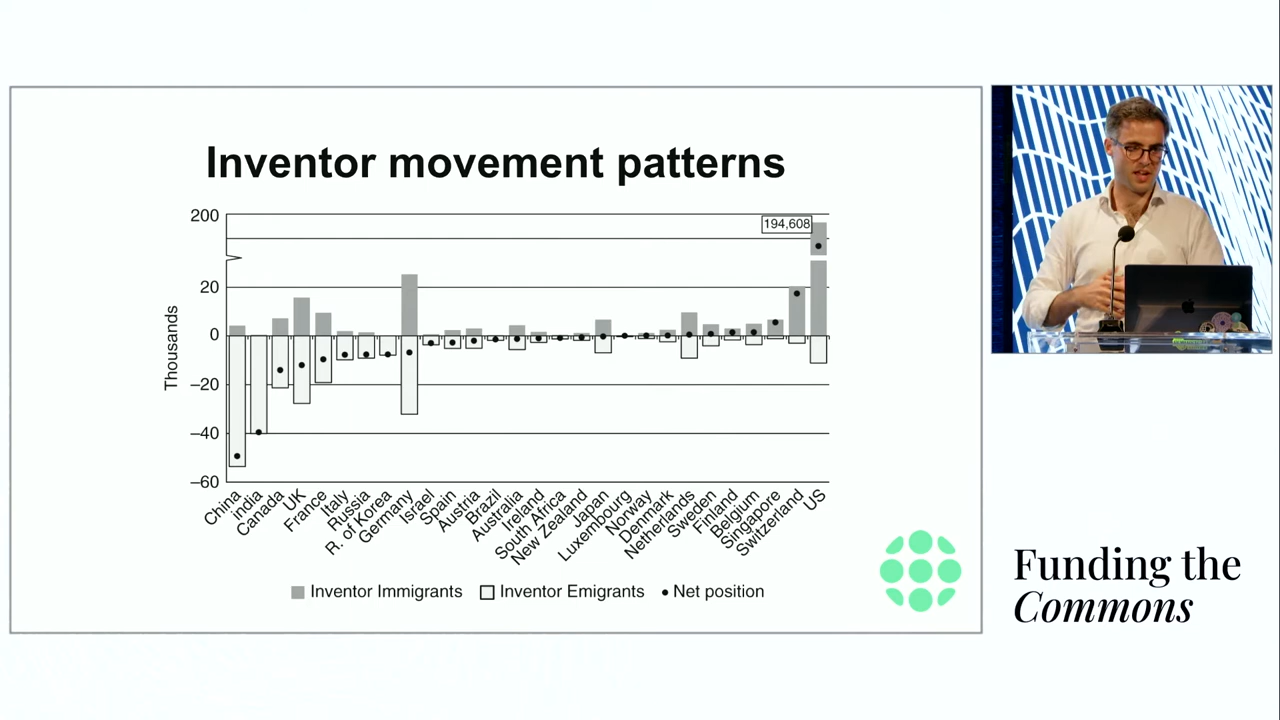 Inventor movement patterns
200
194,608
20
0
–20
–40
–60
Thousands
China
india
Canada
UK
France
Italy
Russia
R. of Korea
Germany
Israel
Spain
Austria
Brazil
Australia
Ireland
South Africa
New Zealand
Japan
Luxembourg
Norway
Denmark
Netherlands
Sweden
Finland
Belgium
Singapore
Switzerland
US
Inventor Immigrants
Inventor Emigrants
Net position
Funding the
Commons